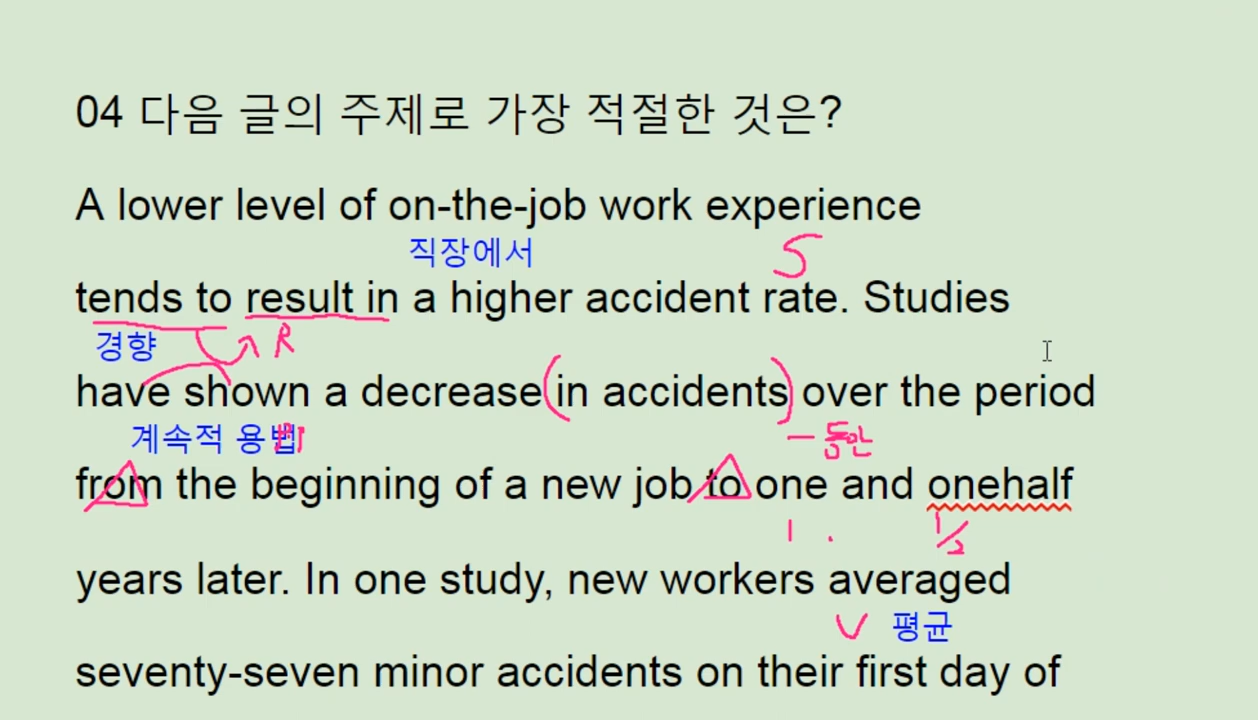 04 다음 글의 주제로 가장 적절한 것은?
A lower level of on-the-job work experience
직장에서 S
tends to result in a higher accident rate. Studies
경향 R
have shown a decrease (in accidents) over the period
계속적 용법 - 동안
from the beginning of a new job to one and onehalf
1 . 1/2
years later. In one study, new workers averaged
V 평균
seventy-seven minor accidents on their first day of